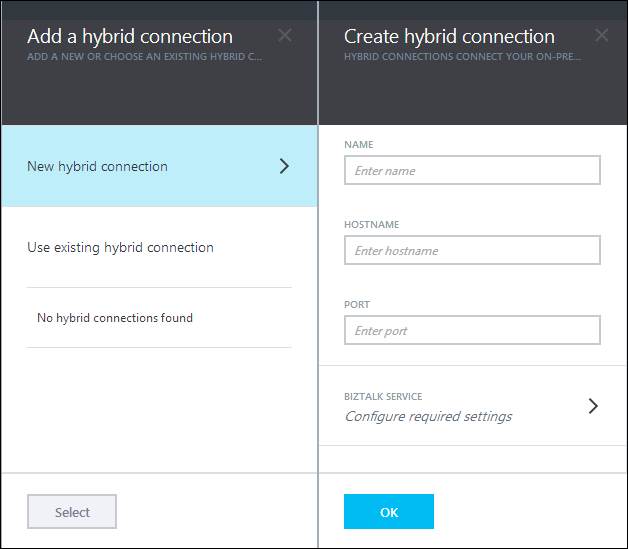 Add a hybrid connection
ADD A NEW OR CHOOSE AN EXISTING HYBRID C...
New hybrid connection
Use existing hybrid connection
No hybrid connections found
Select
Create hybrid connection
HYBRID CONNECTIONS CONNECT YOUR ON-PRE...
NAME
Enter name
HOSTNAME
Enter hostname
PORT
Enter port
BIZTALK SERVICE
Configure required settings
OK